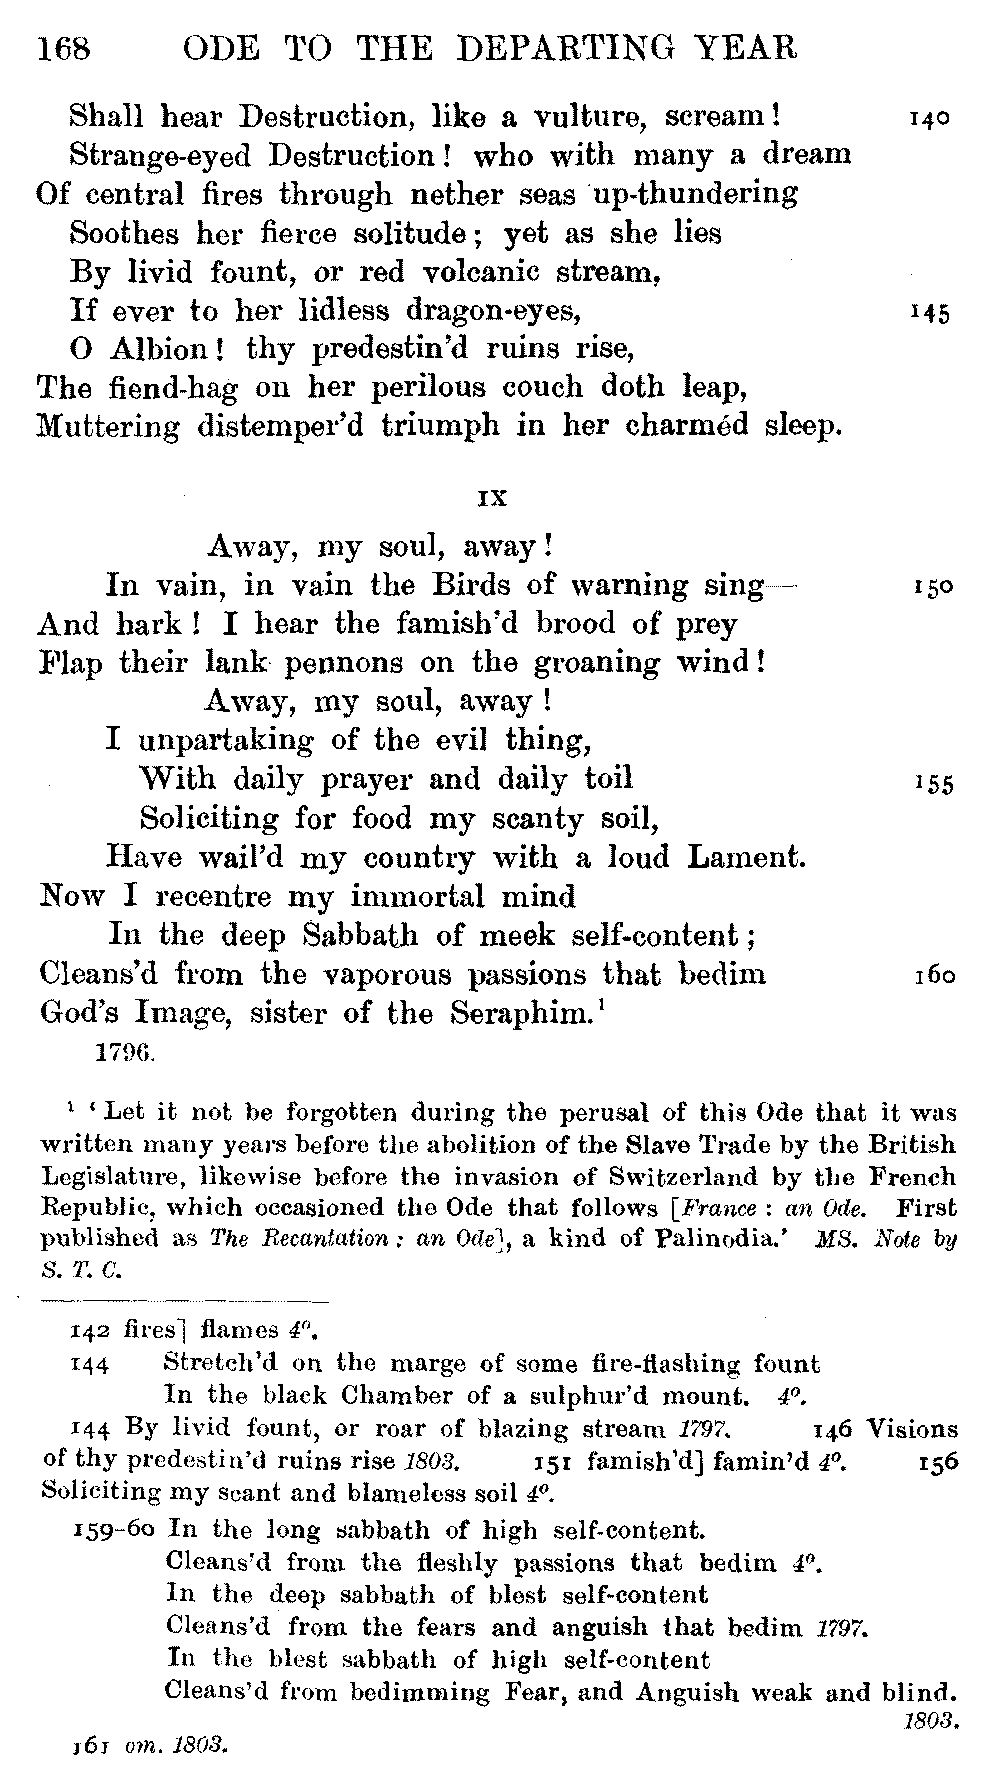 168 ODE TO THE DEPARTING YEAR
Shall hear Destruction, like a vulture, scream! 140
Strange-eyed Destruction! who with many a dream
Of central fires through nether seas up-thundering
Soothes her fierce solitude; yet as she lies
By livid fount, or red volcanic stream,
If ever to her lidless dragon-eyes, 145
O Albion! thy predestin'd ruins rise,
The fiend-hag on her perilous couch doth leap,
Muttering distemper'd triumph in her charméd sleep.
IX
Away, my soul, away!
In vain, in vain the Birds of warning sing— 150
And hark! I hear the famish'd brood of prey
Flap their lank pennons on the groaning wind!
Away, my soul, away!
I unpartaking of the evil thing,
With daily prayer and daily toil 155
Soliciting for food my scanty soil,
Have wail'd my country with a loud Lament.
Now I recentre my immortal mind
In the deep Sabbath of meek self-content;
Cleans'd from the vaporous passions that bedim 160
God's Image, sister of the Seraphim.¹
1796.
¹ 'Let it not be forgotten during the perusal of this Ode that it was
written many years before the abolition of the Slave Trade by the British
Legislature, likewise before the invasion of Switzerland by the French
Republic, which occasioned the Ode that follows [France : an Ode. First
published as The Recantation : an Ode], a kind of Palinodia.' MS. Note by
S. T. C.
142 fires] flames 4º.
144 Stretch'd on the marge of some fire-flashing fount
In the black Chamber of a sulphur'd mount. 4º.
144 By livid fount, or roar of blazing stream 1797. 146 Visions
of thy predestin'd ruins rise 1803. 151 famish'd] famin'd 4º. 156
Soliciting my scant and blameless soil 4º.
159-60 In the long sabbath of high self-content.
Cleans'd from the fleshly passions that bedim 4º.
In the deep sabbath of blest self-content
Cleans'd from the fears and anguish that bedim 1797.
In the blest sabbath of high self-content
Cleans'd from bedimming Fear, and Anguish weak and blind.
1803.
161 om. 1803.